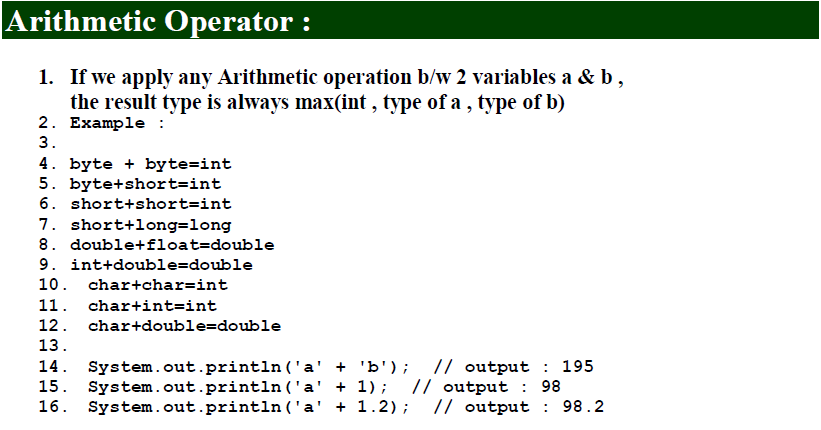 Arithmetic Operator :
1. If we apply any Arithmetic operation b/w 2 variables a & b ,
the result type is always max(int , type of a , type of b)
2. Example :
3.
4. byte + byte=int
5. byte+short=int
6. short+short=int
7. short+long=long
8. double+float=double
9. int+double=double
10. char+char=int
11. char+int=int
12. char+double=double
13.
14. System.out.println('a' + 'b'); // output : 195
15. System.out.println('a' + 1); // output : 98
16. System.out.println('a' + 1.2); // output : 98.2